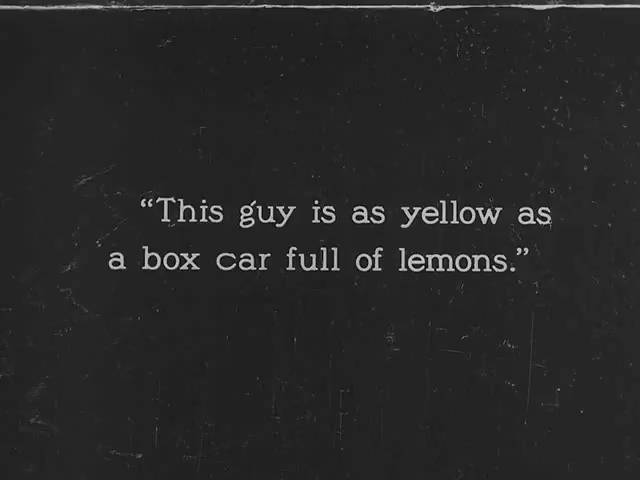 “This guy is as yellow as
a box car full of lemons.”